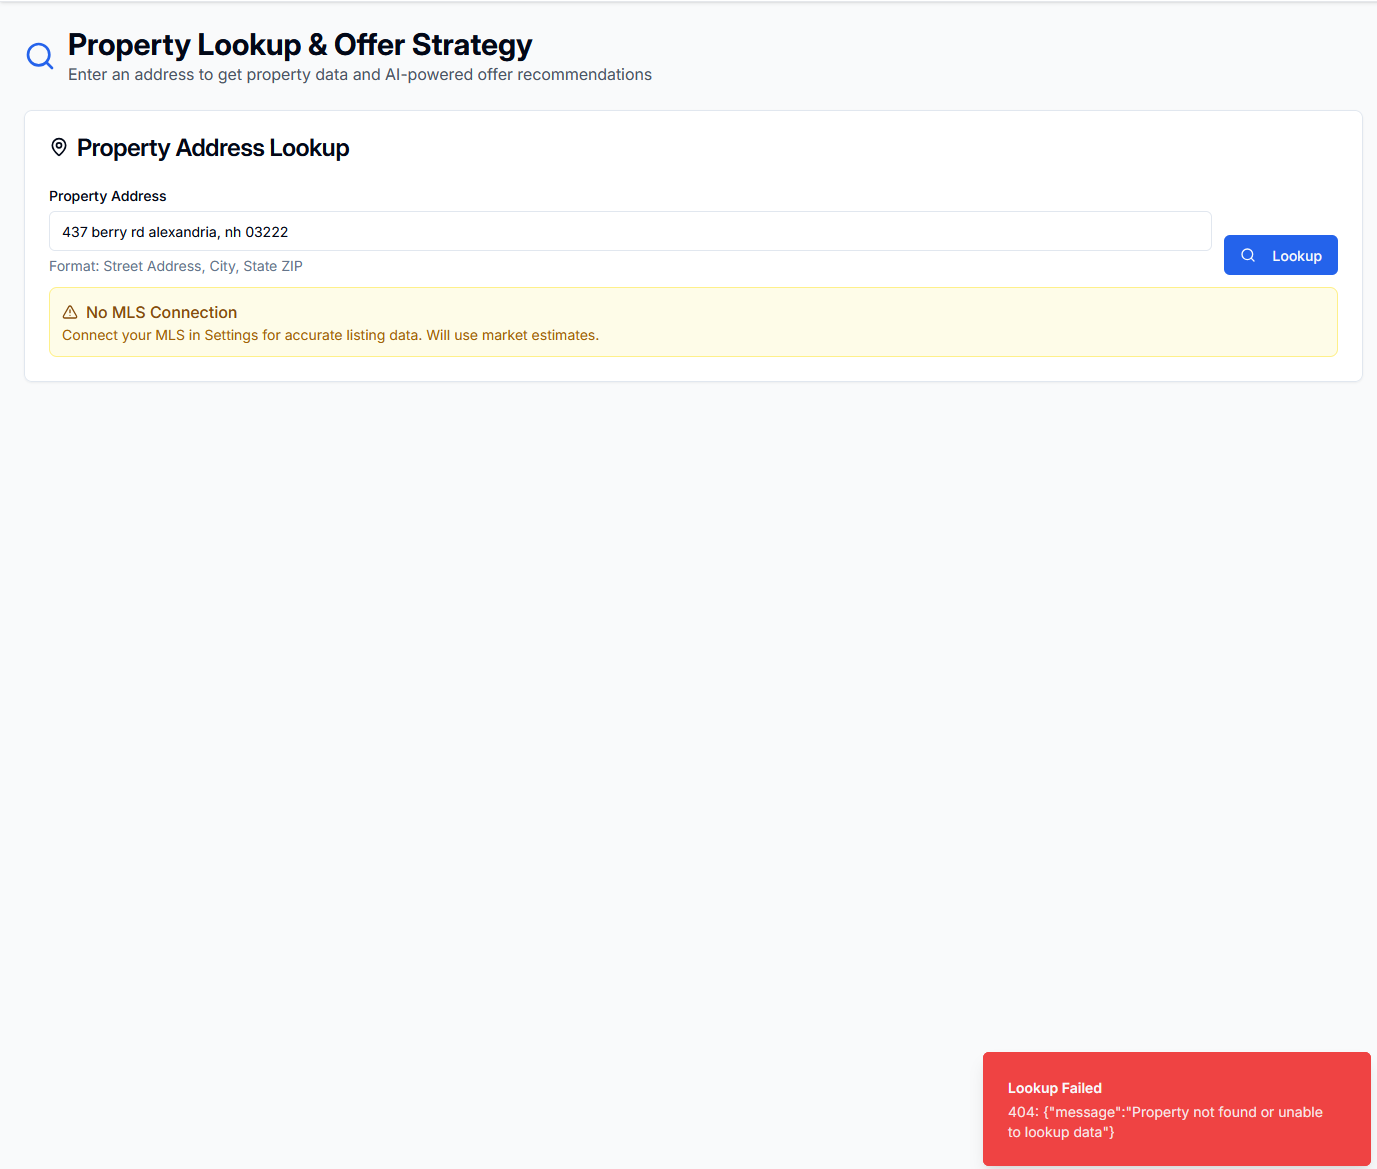 Property Lookup & Offer Strategy
Enter an address to get property data and AI-powered offer recommendations
Property Address Lookup
Property Address
437 berry rd alexandria, nh 03222
Lookup
Format: Street Address, City, State ZIP
No MLS Connection
Connect your MLS in Settings for accurate listing data. Will use market estimates.
Lookup Failed
404: {"message":"Property not found or unable
to lookup data"}